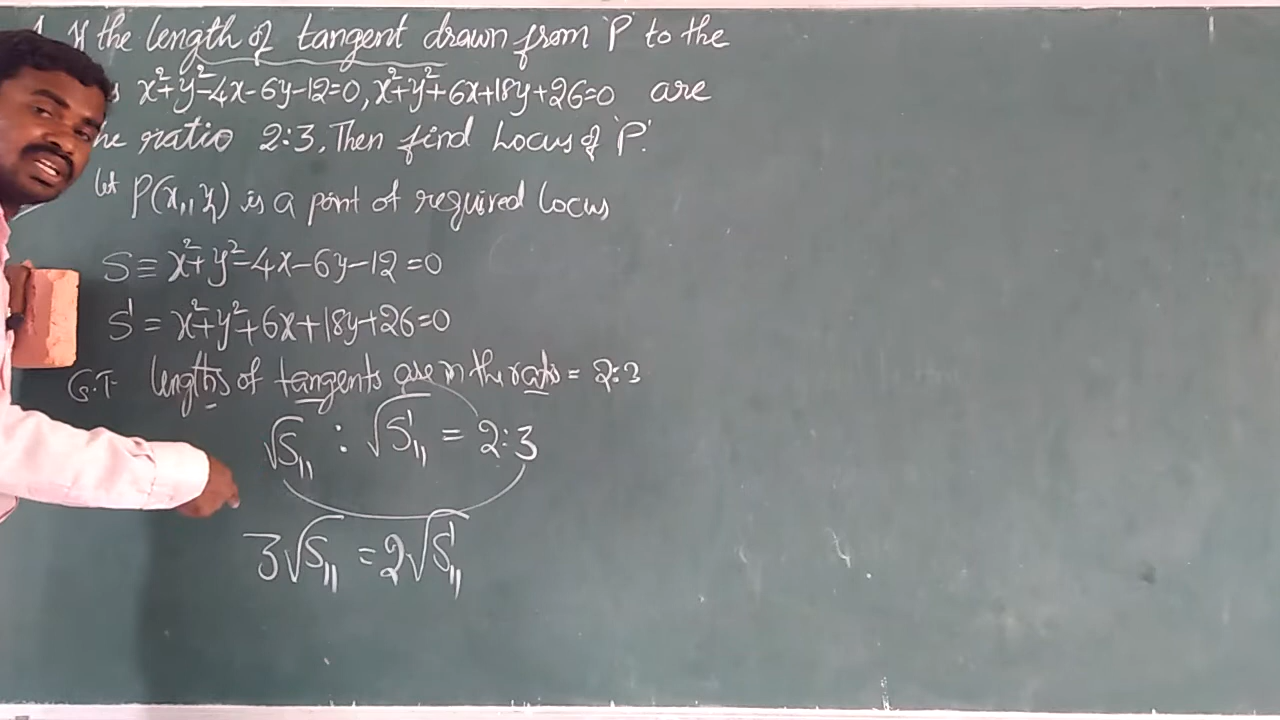 If the length of tangent drawn from 'P' to the
x²+y²-4x-6y-12=0, x²+y²+6x+18y+26=0 are
ratio 2:3. Then find Locus of 'P'.
let P(x₁, y₁) is a point of required locus
S ≡ x²+y²-4x-6y-12=0
S' = x²+y²+6x+18y+26=0
G.T lengths of tangents are in the ratio = 2:3
√S₁₁ : √S'₁₁ = 2:3
3√S₁₁ = 2√S'₁₁